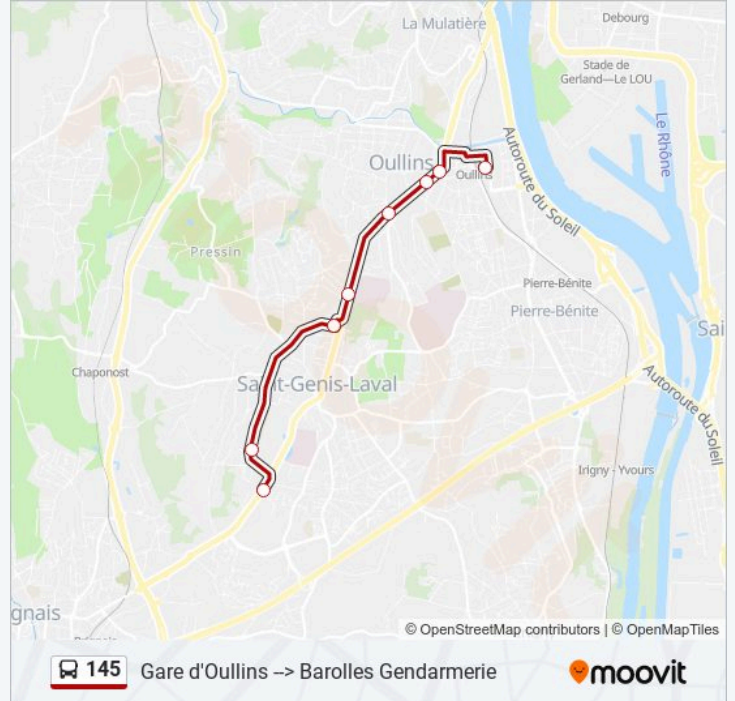 La Mulatière
Debourg
Stade de
Gerland—Le LOU
Le Rhône
Autoroute du Soleil
Oullins
Oullins
Pressin
Pierre-Bénite
Pierre-Bénite
Sai
Chaponost
Saint-Genis-Laval
Autoroute du Soleil
Irigny - Yvours
gnais
© OpenStreetMap contributors | © OpenMapTiles
145 Gare d'Oullins --> Barolles Gendarmerie
moovit